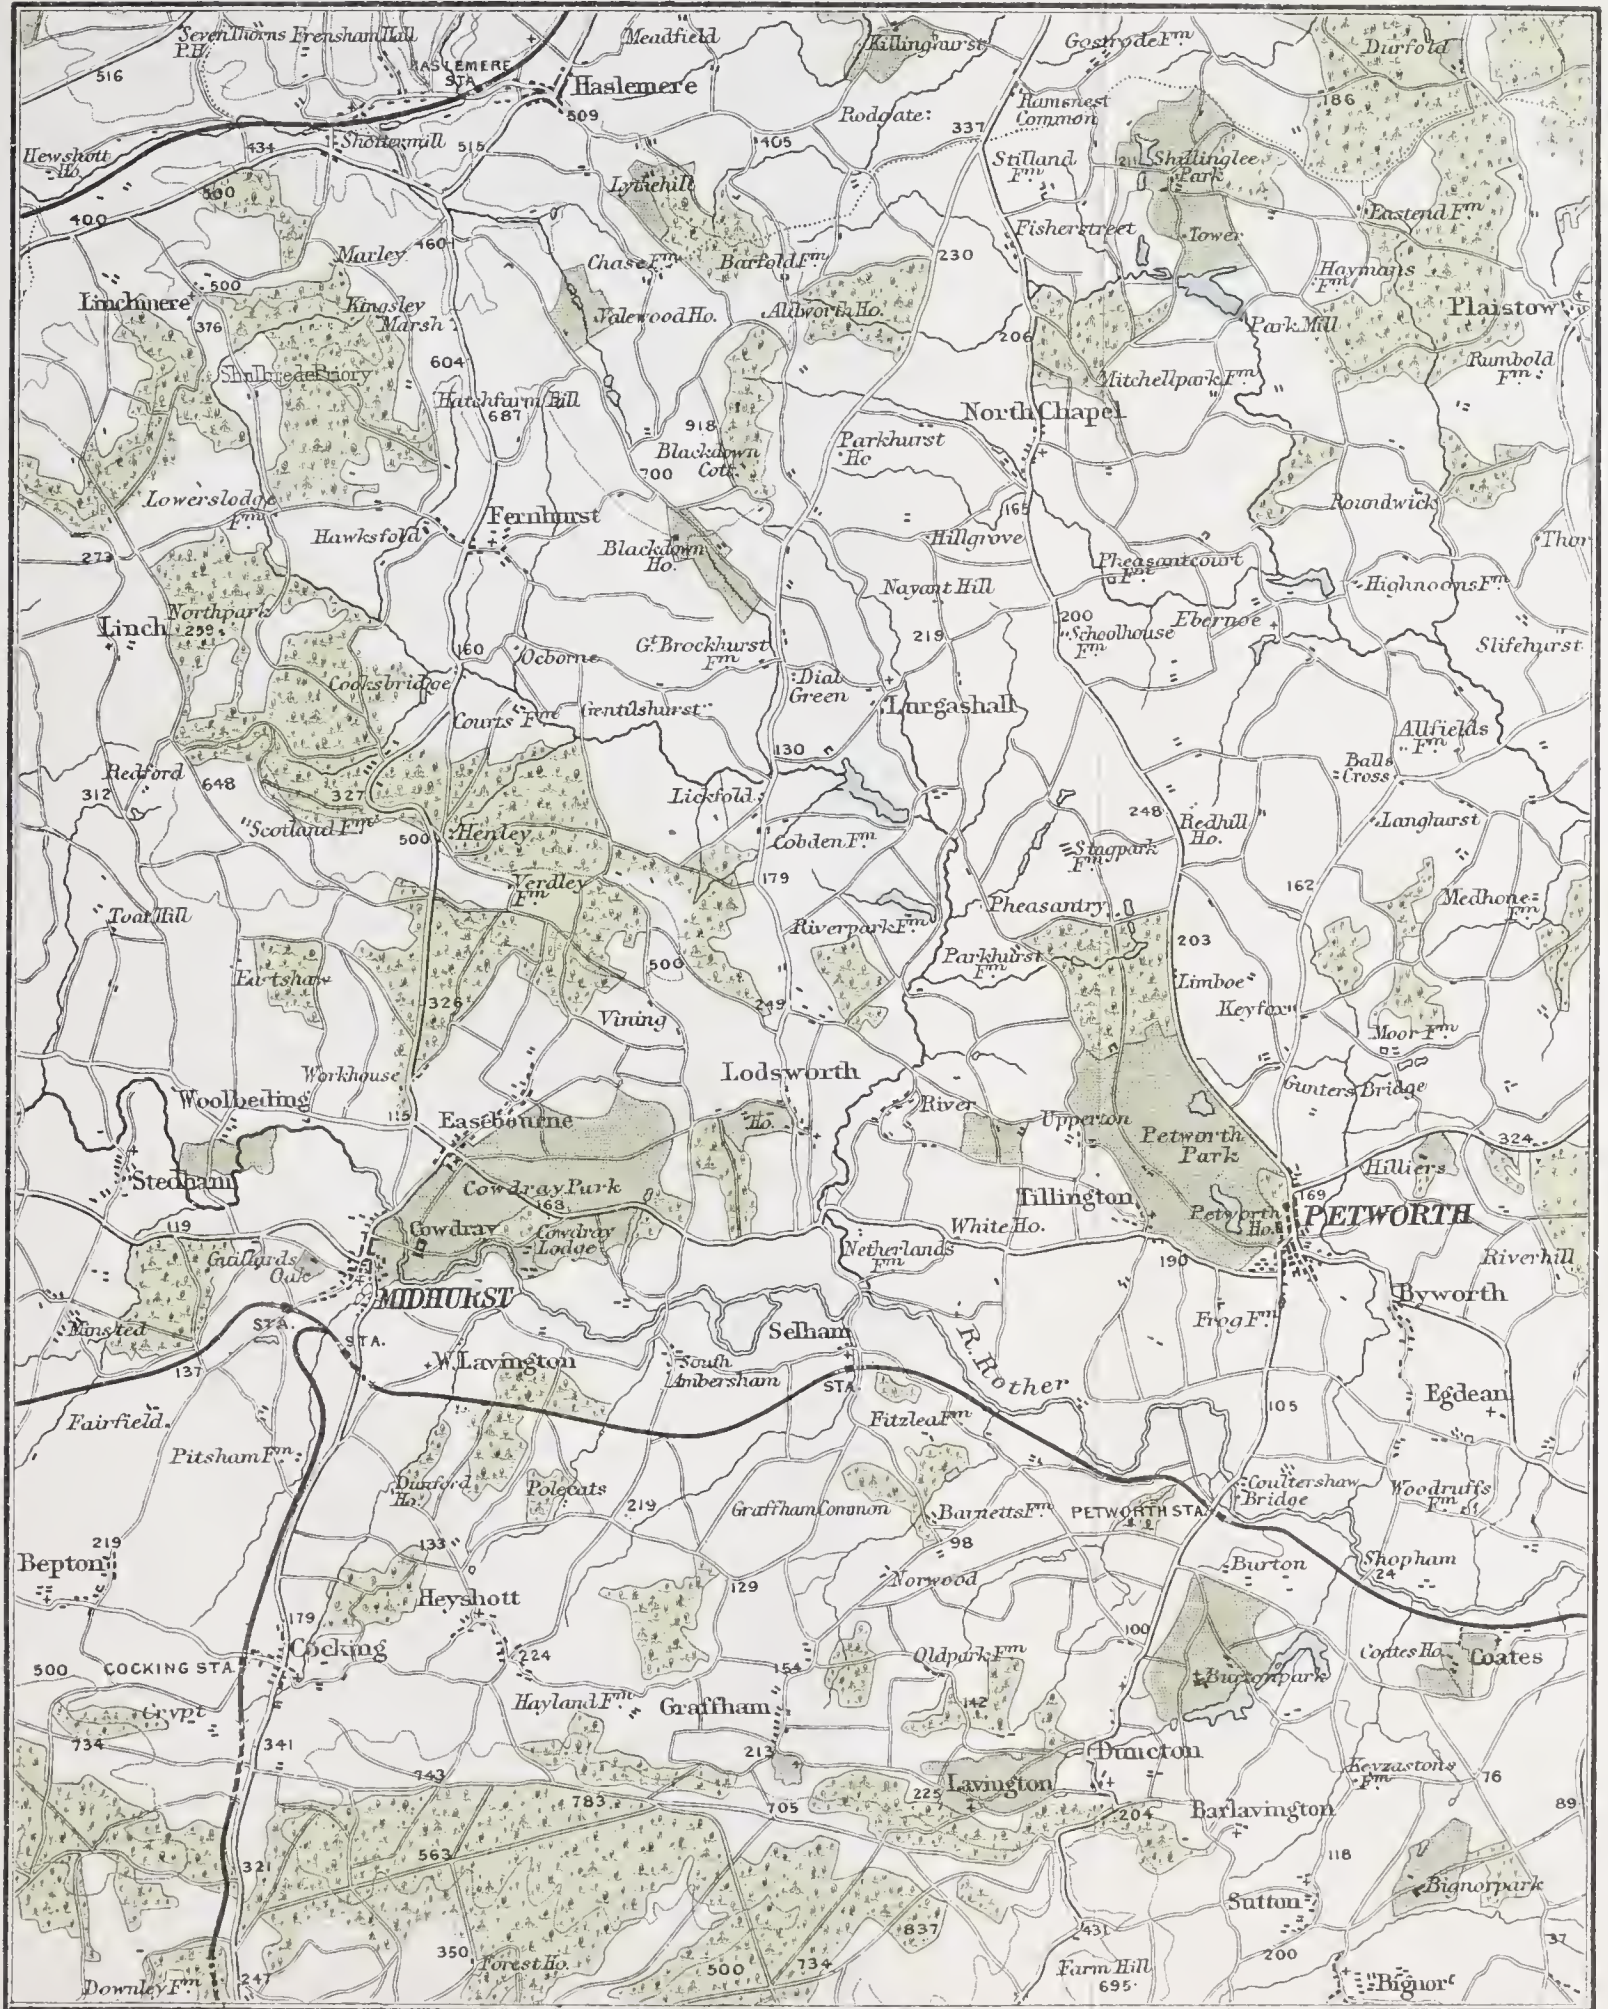 Seven Thorns
P.H.
Frensham Hill
Meadfield
Killinghurst
Gostrode Fm
Durfold
516
HASLEMERE
STA.
Haslemere
509
Rodgate
Ramsnest
Common
186
337
405
Shottermill
434
515
Hewshott
Ho.
Stilland
Fm
211
Shillinglee
Park
500
Lythehill
400
Eastend Fm
Marley
460
Fisherstreet
Tower
Chase Fm
Barfold Fm
230
Haymans
Fm
500
Linchmere
Kingsley
Marsh
Valewood Ho.
Aldworth Ho.
Plaistow
376
206
Park Mill
604
Shulbrede Priory
Rumbold
Fm
Hatchfarm Hill
687
Mitchellpark Fm
North Chapel
918
Blackdown
Cott.
Parkhurst
Ho
700
Lowerslodge
Fm
Roundwick
165
Hawksfold
Fernhurst
Blackdown
Ho.
Hillgrove
Thor
273
Pheasantcourt
Fm
Navant Hill
Highnoons Fm
Northpark
259
Linch
200
Schoolhouse
Fm
Ebernoe
219
160
Osborne
Gt. Brockhurst
Fm
Slifehurst
Cooksbridge
Dial
Green
Lurgashall
Courts Fm
Gentilshurst
Allfields
Fm
130
Balls
Cross
Redford
648
312
327
Lickfold
248
Redhill
Ho.
Langhurst
Scotland Fm
500
Henley
Cobden Fm
Stagpark
Fm
179
162
Verdley
Fm
Medhone
Fm
Toat Hill
Pheasantry
Riverpark Fm
203
Parkhurst
Fm
500
Eartsham
Limboe
326
249
Keyfox
Vining
Moor Fm
Lodsworth
Workhouse
Gunters Bridge
Woolbeding
115
Easebourne
Ho.
River
Upperton
Petworth
Park
324
Hilliers
Stedham
Cowdray Park
163
Tillington
169
PETWORTH
Petworth
Ho.
119
Cowdray
Cowdray
Lodge
White Ho.
Netherlands
Fm
190
Riverhill
Guillards
Oak
MIDHURST
Byworth
Minsted
STA.
STA.
Selham
Frog Fm
137
W. Lavington
South
Ambersham
STA.
R. Rother
Egdean
105
Fairfield
Fitzlea Fm
Pitsham Fm
Dunford
Ho.
Polecats
219
Graffham Common
Barnetts Fm
PETWORTH STA.
Coultershaw
Bridge
Woodruffs
Fm
219
133
98
Bepton
Burton
Shopham
24
Norwood
Heyshott
129
179
100
Cocking
224
154
Oldpark Fm
Coates Ho.
Coates
500
COCKING STA.
Burtonpark
Hayland Fm
Graffham
142
Crypt
734
341
213
Duncton
743
Lavington
Keyzastons
Fm
76
783
705
225
204
Barlavington
89
563
118
321
Bignorpark
Sutton
837
431
350
200
37
Forest Ho.
500
734
Farm Hill
695
Downley Fm
247
Bignor